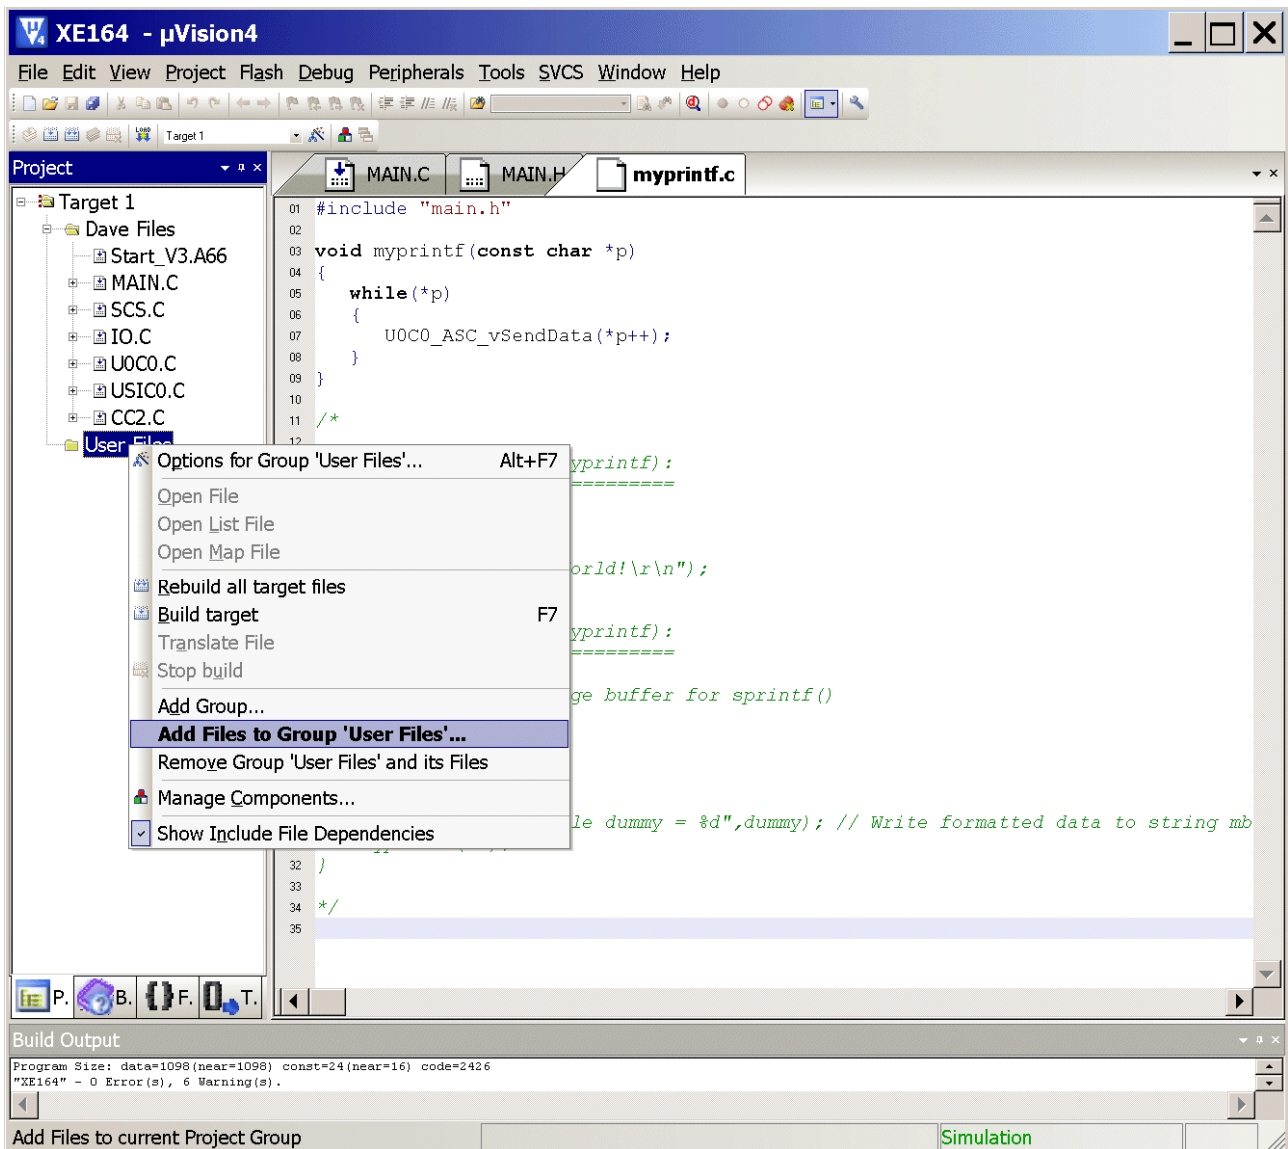 XE164 - µVision4
File Edit View Project Flash Debug Peripherals Tools SVCS Window Help
Target 1
Project
MAIN.C MAIN.H myprintf.c
Target 1
Dave Files
Start_V3.A66
MAIN.C
SCS.C
IO.C
U0C0.C
USIC0.C
CC2.C
User Files
01 #include "main.h"
02
03 void myprintf(const char *p)
04 {
05 while(*p)
06 {
07 U0C0_ASC_vSendData(*p++);
08 }
09 }
10
11 /*
12
yprintf):
=========
orld!\r\n");
yprintf):
=========
ge buffer for sprintf()
le dummy = %d",dummy); // Write formatted data to string mb
32 }
33
34 */
35
Options for Group 'User Files'... Alt+F7
Open File
Open List File
Open Map File
Rebuild all target files
Build target F7
Translate File
Stop build
Add Group...
Add Files to Group 'User Files'...
Remove Group 'User Files' and its Files
Manage Components...
Show Include File Dependencies
P. B. F. T.
Build Output
Program Size: data=1098(near=1098) const=24(near=16) code=2426
"XE164" - 0 Error(s), 6 Warning(s).
Add Files to current Project Group
Simulation